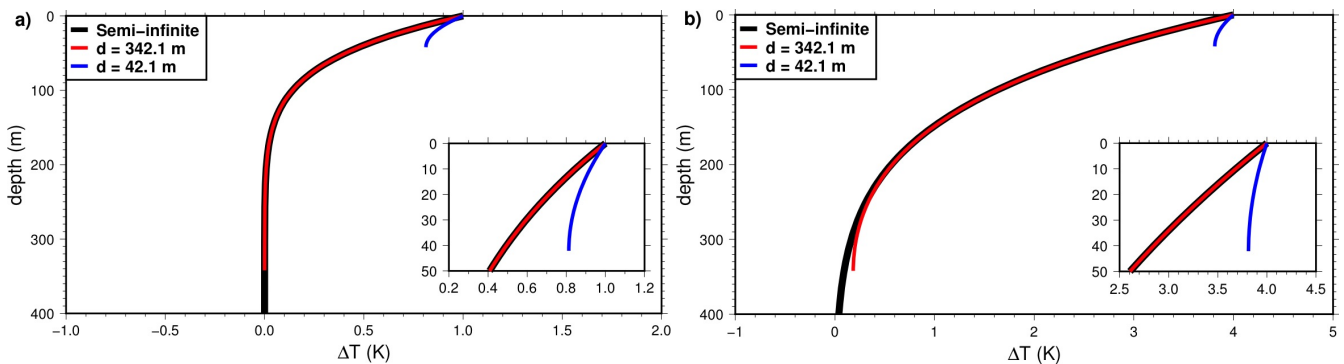 a)
Semi-infinite
d = 342.1 m
d = 42.1 m
depth (m)
0
100
200
300
400
−1.0 −0.5 0.0 0.5 1.0 1.5 2.0
ΔT (K)
0
10
20
30
40
50
0.2 0.4 0.6 0.8 1.0 1.2
b)
Semi-infinite
d = 342.1 m
d = 42.1 m
depth (m)
0
100
200
300
400
−1 0 1 2 3 4 5
ΔT (K)
0
10
20
30
40
50
2.5 3.0 3.5 4.0 4.5